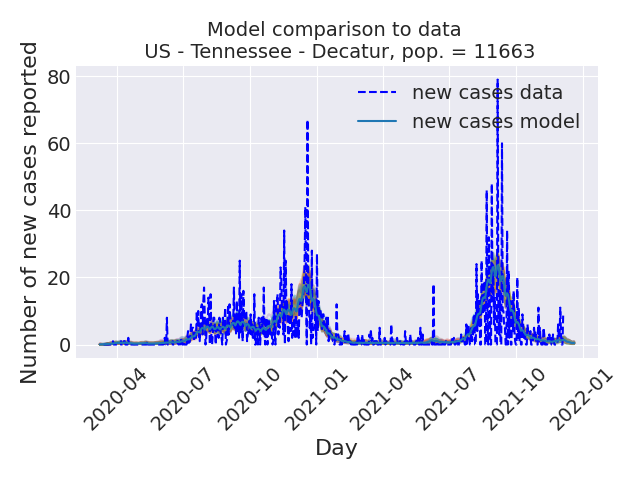 Model comparison to data
US - Tennessee - Decatur, pop. = 11663
Number of new cases reported
80
60
40
20
0
new cases data
new cases model
2020-04
2020-07
2020-10
2021-01
2021-04
2021-07
2021-10
2022-01
Day